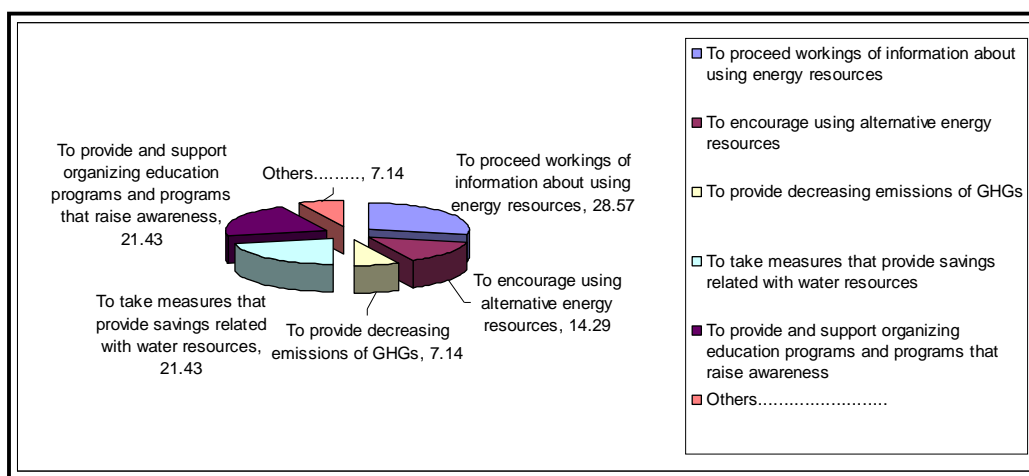 To provide and support
organizing education
programs and programs
that raise awareness,
21.43
Others........., 7.14
To proceed workings of
information about using
energy resources, 28.57
To encourage using
alternative energy
resources, 14.29
To provide decreasing
emissions of GHGs, 7.14
To take measures that
provide savings related
with water resources,
21.43
To proceed workings of information about
using energy resources
To encourage using alternative energy
resources
To provide decreasing emissions of GHGs
To take measures that provide savings
related with water resources
To provide and support organizing
education programs and programs that
raise awareness
Others.........................